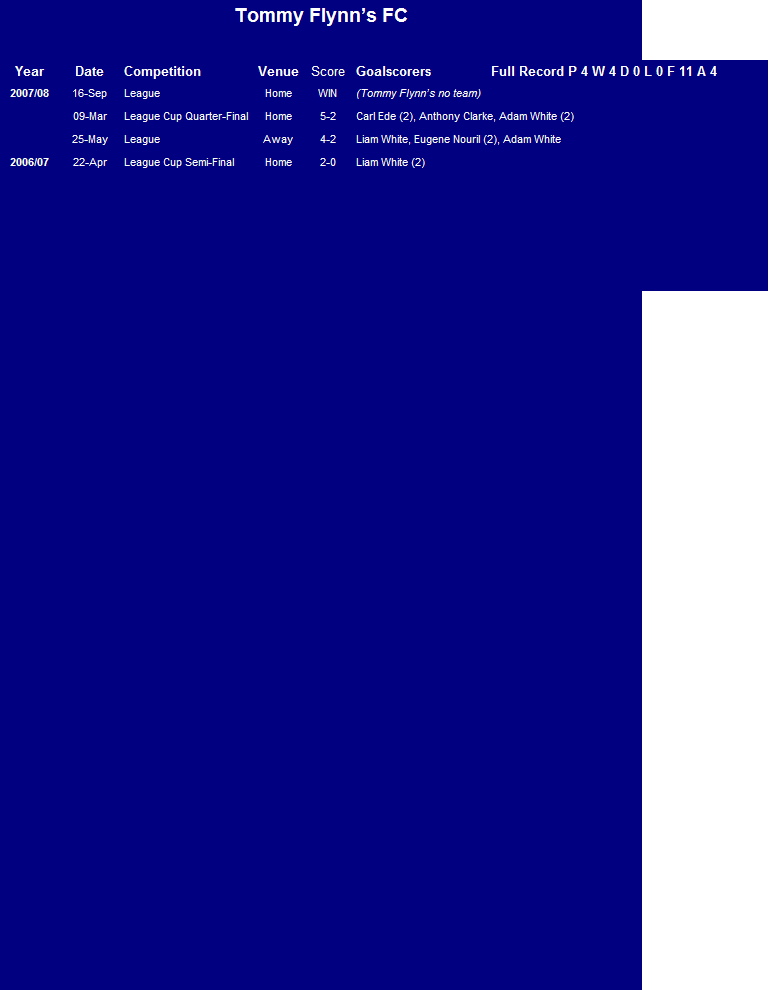 Tommy Flynn's FC
Year Date Competition Venue Score Goalscorers Full Record P 4 W 4 D 0 L 0 F 11 A 4
2007/08 16-Sep League Home WIN (Tommy Flynn's no team)
09-Mar League Cup Quarter-Final Home 5-2 Carl Ede (2), Anthony Clarke, Adam White (2)
25-May League Away 4-2 Liam White, Eugene Nouril (2), Adam White
2006/07 22-Apr League Cup Semi-Final Home 2-0 Liam White (2)